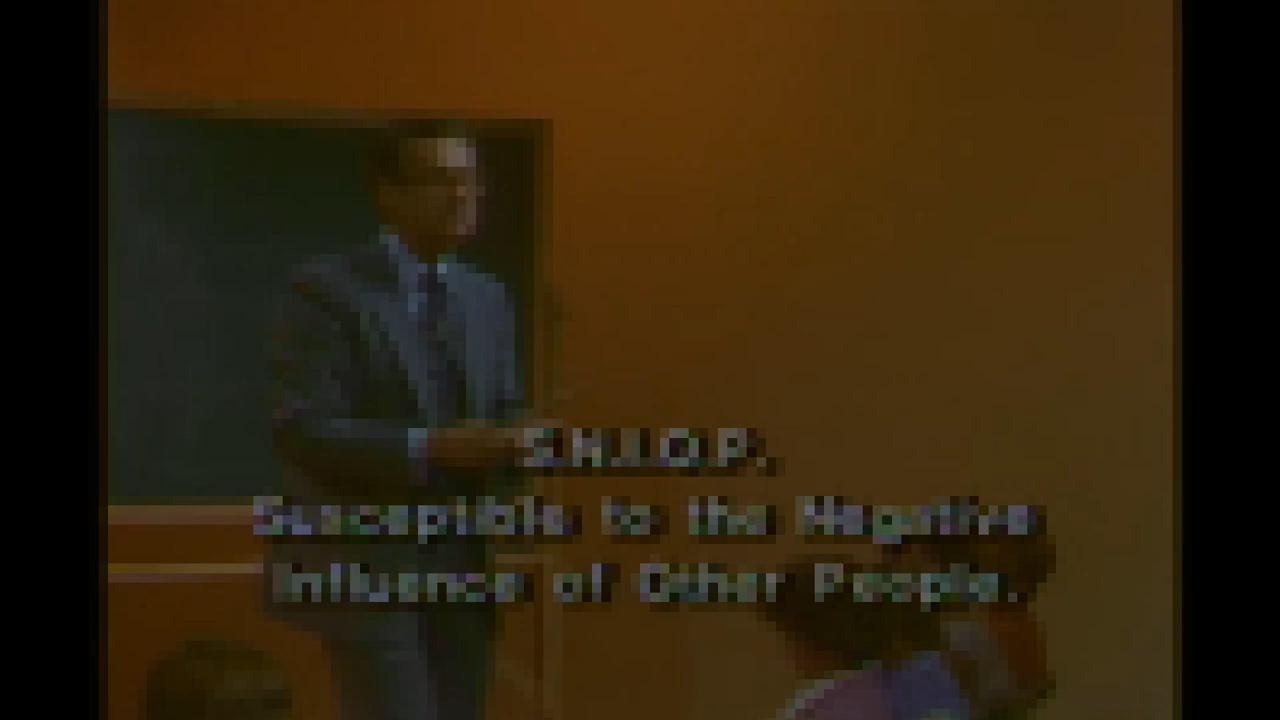 S.N.I.O.P.
Susceptible to the Negative
Influence of Other People.